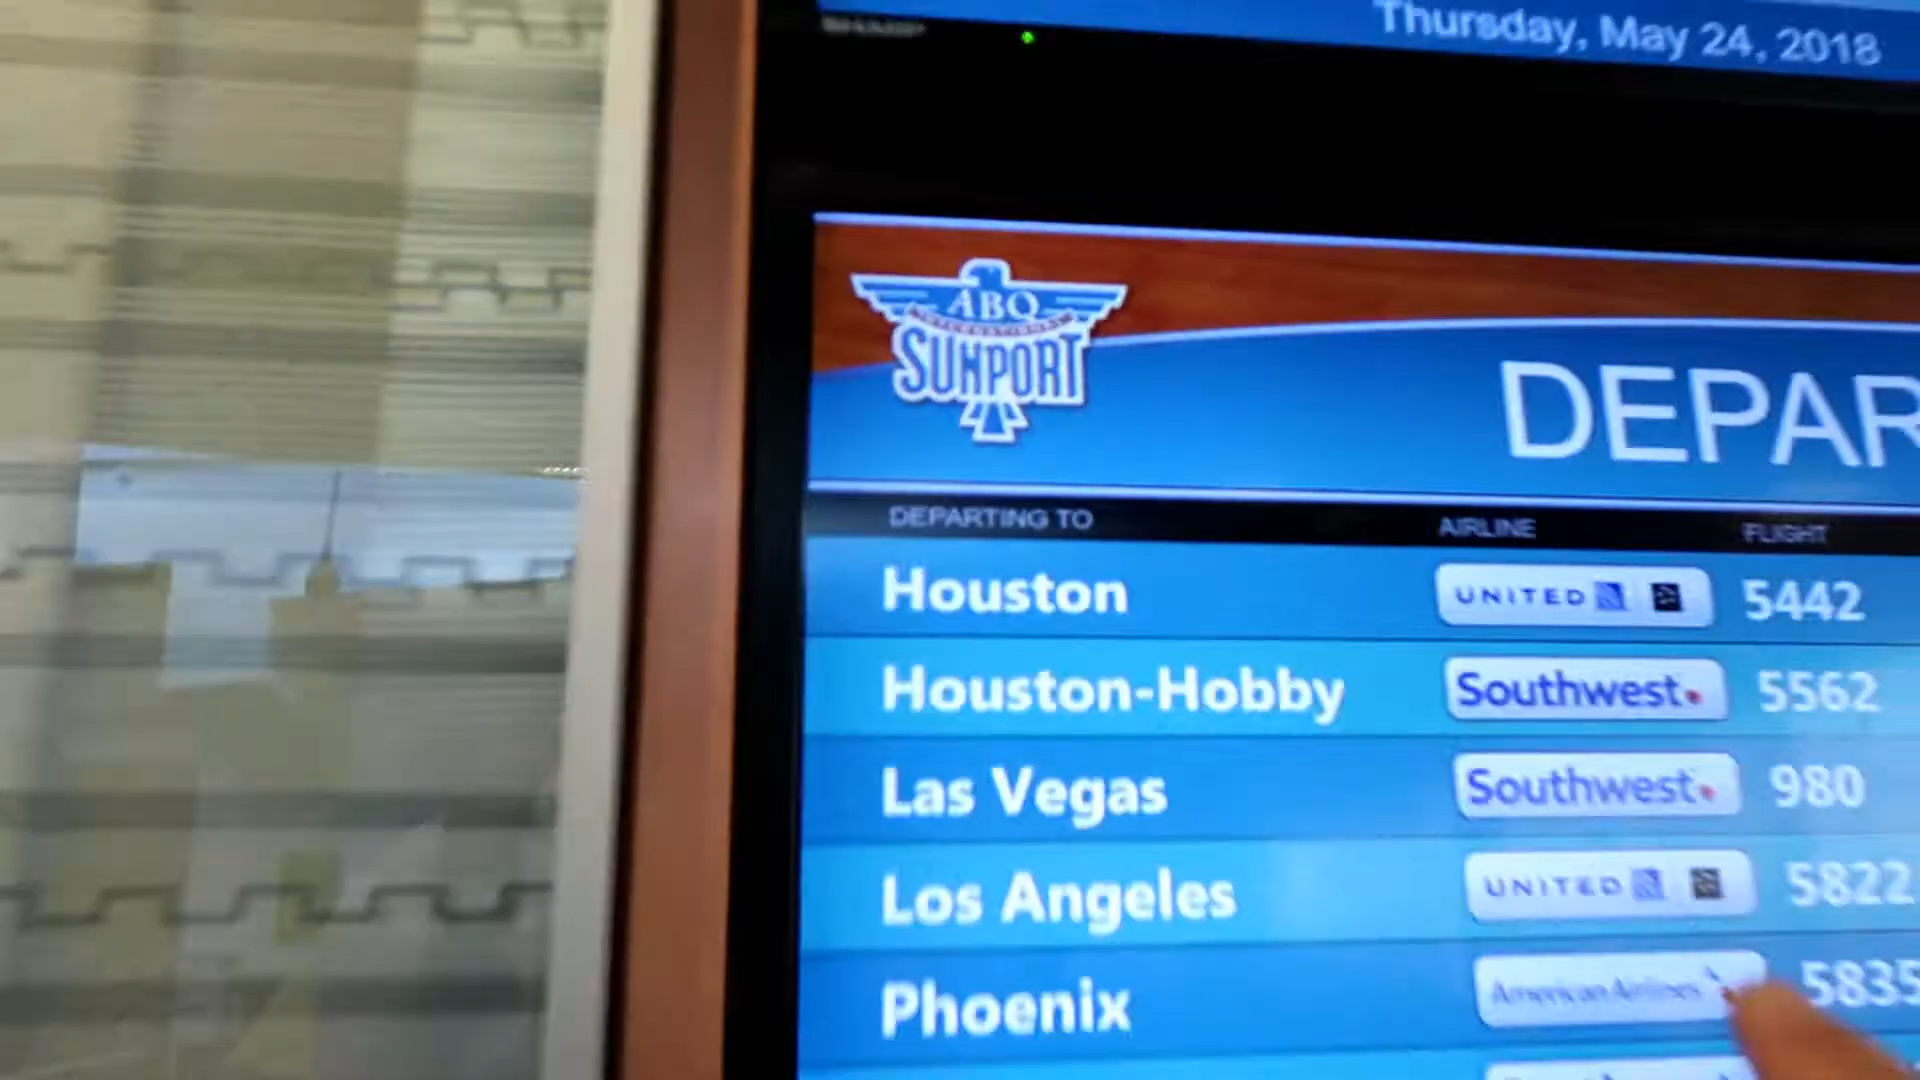 Thursday, May 24, 2018
ABQ
INTERNATIONAL
SUNPORT
DEPAR
DEPARTING TO AIRLINE FLIGHT
Houston UNITED 5442
Houston-Hobby Southwest 5562
Las Vegas Southwest 980
Los Angeles UNITED 5822
Phoenix American Airlines 5835